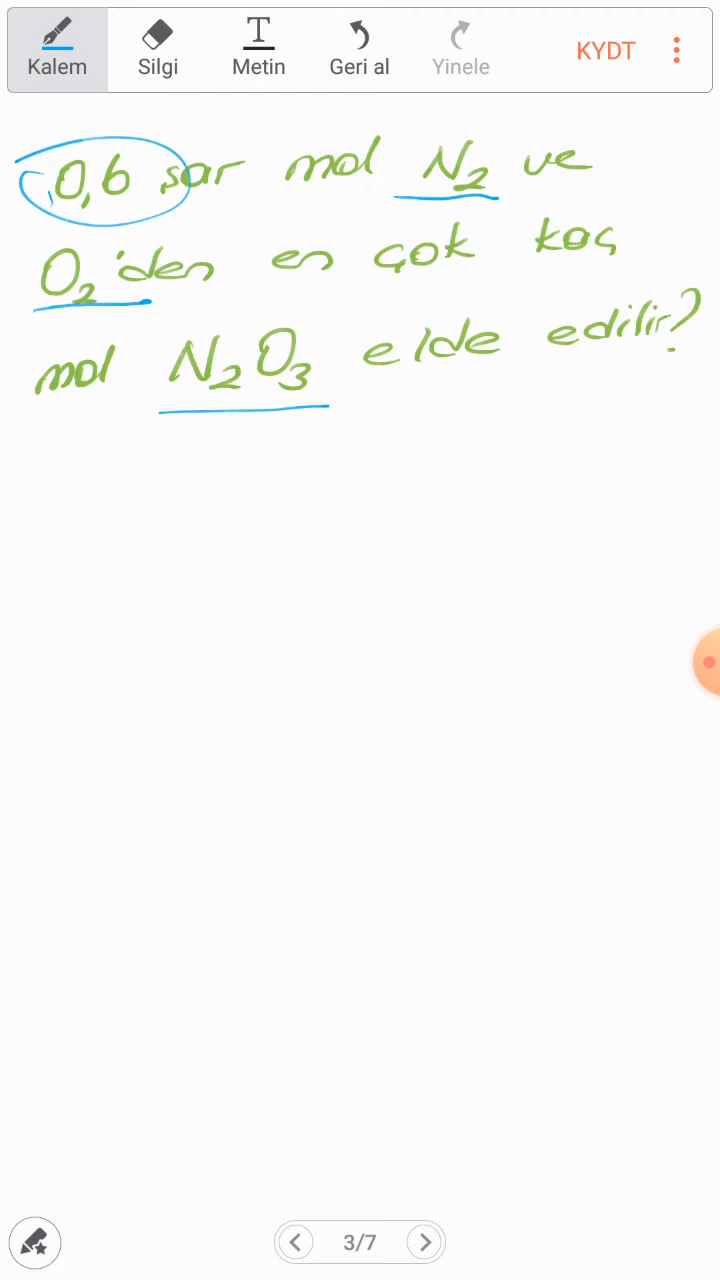 Kalem Silgi Metin Geri al Yinele KYDT
0,6 şar mol N₂ ve
O₂'den en çok kaç
mol N₂O₃ elde edilir?
3/7